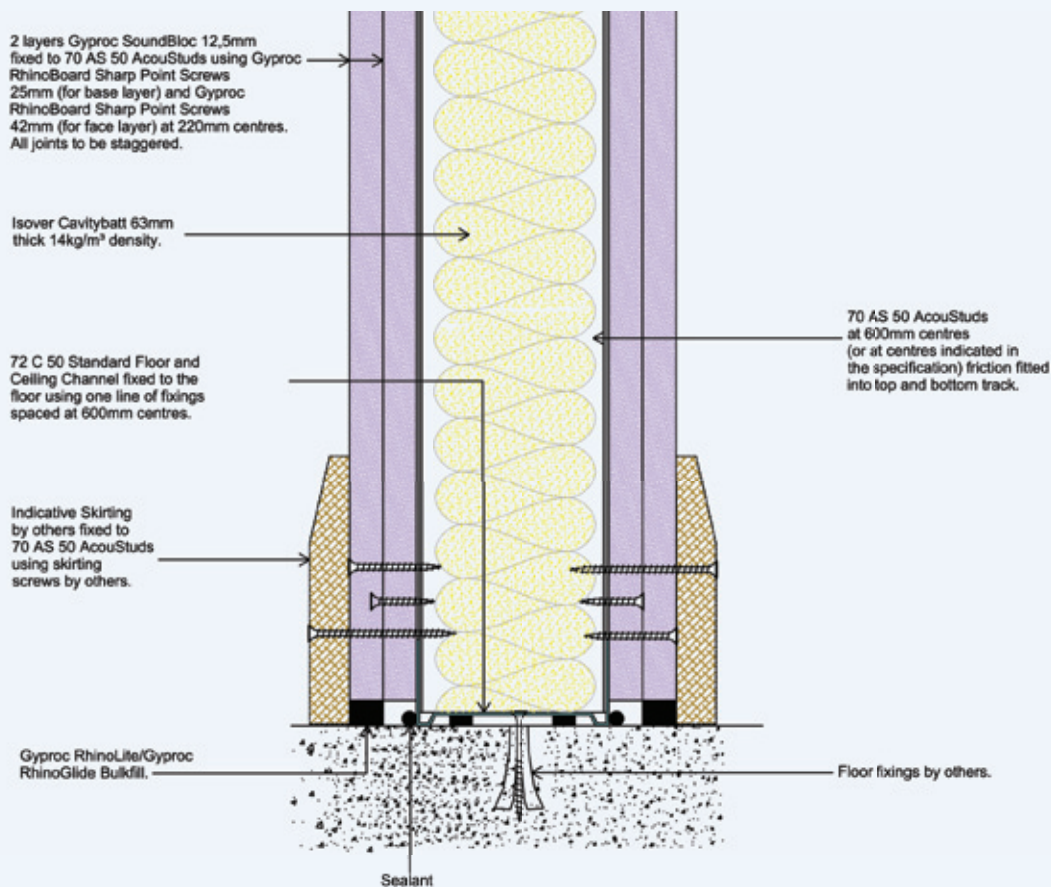 2 layers Gyproc SoundBloc 12,5mm
fixed to 70 AS 50 AcouStuds using Gyproc
RhinoBoard Sharp Point Screws
25mm (for base layer) and Gyproc
RhinoBoard Sharp Point Screws
42mm (for face layer) at 220mm centres.
All joints to be staggered.
Isover Cavitybatt 63mm
thick 14kg/m³ density.
70 AS 50 AcouStuds
at 600mm centres
(or at centres indicated in
the specification) friction fitted
into top and bottom track.
72 C 50 Standard Floor and
Ceiling Channel fixed to the
floor using one line of fixings
spaced at 600mm centres.
Indicative Skirting
by others fixed to
70 AS 50 AcouStuds
using skirting
screws by others.
Gyproc RhinoLite/Gyproc
RhinoGlide Bulkfill.
Floor fixings by others.
Sealant